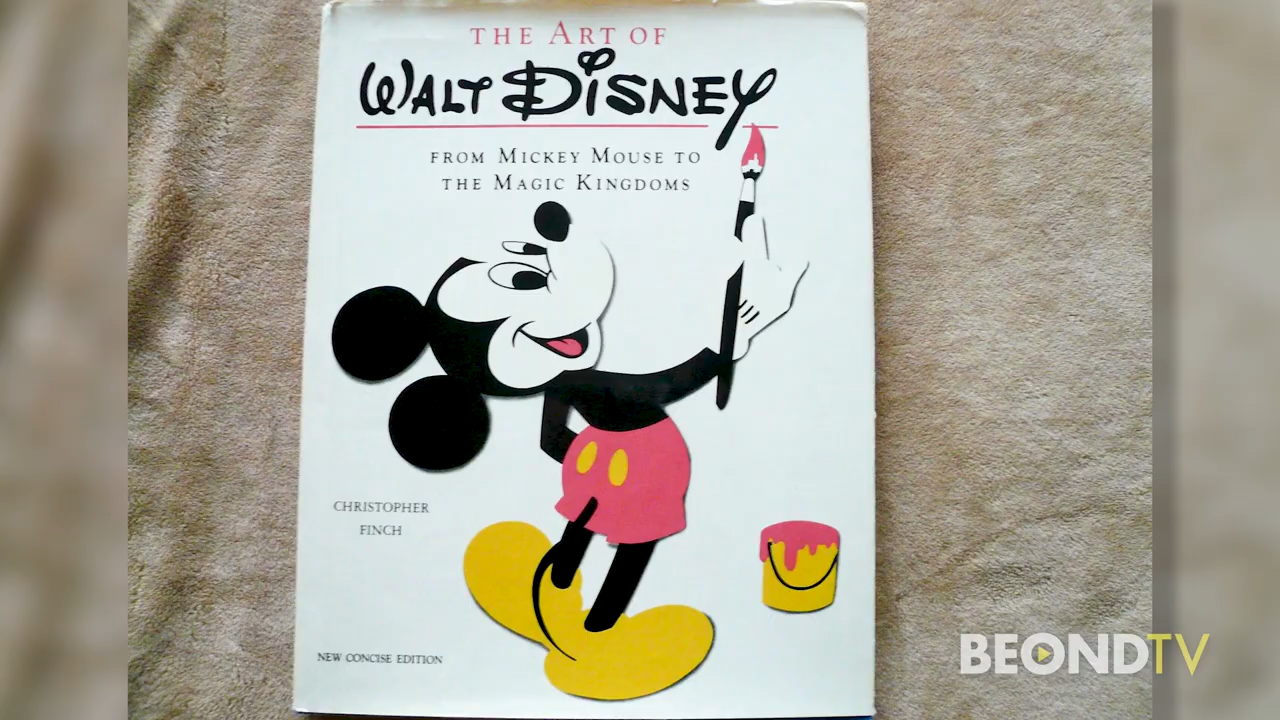 THE ART OF
WALT DISNEY
FROM MICKEY MOUSE TO
THE MAGIC KINGDOMS
CHRISTOPHER
FINCH
NEW CONCISE EDITION
BEONDTV